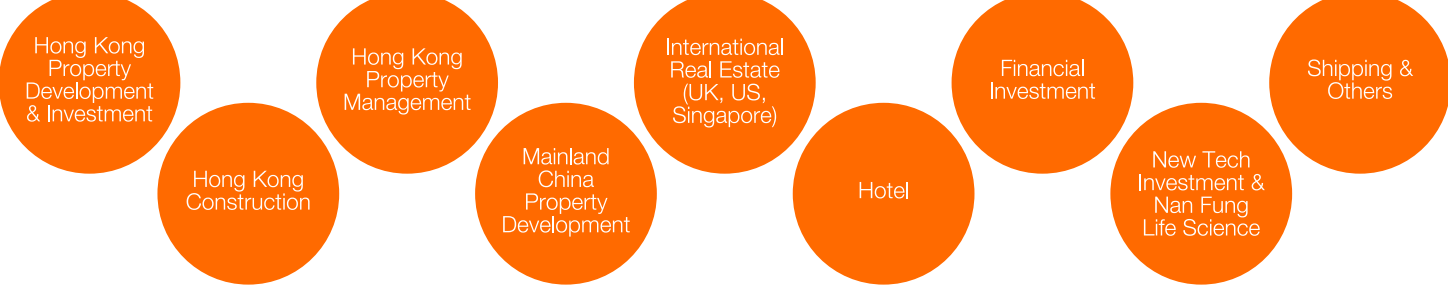 Hong Kong
Property
Development
& Investment
Hong Kong
Construction
Hong Kong
Property
Management
Mainland
China
Property
Development
International
Real Estate
(UK, US,
Singapore)
Hotel
Financial
Investment
New Tech
Investment &
Nan Fung
Life Science
Shipping &
Others